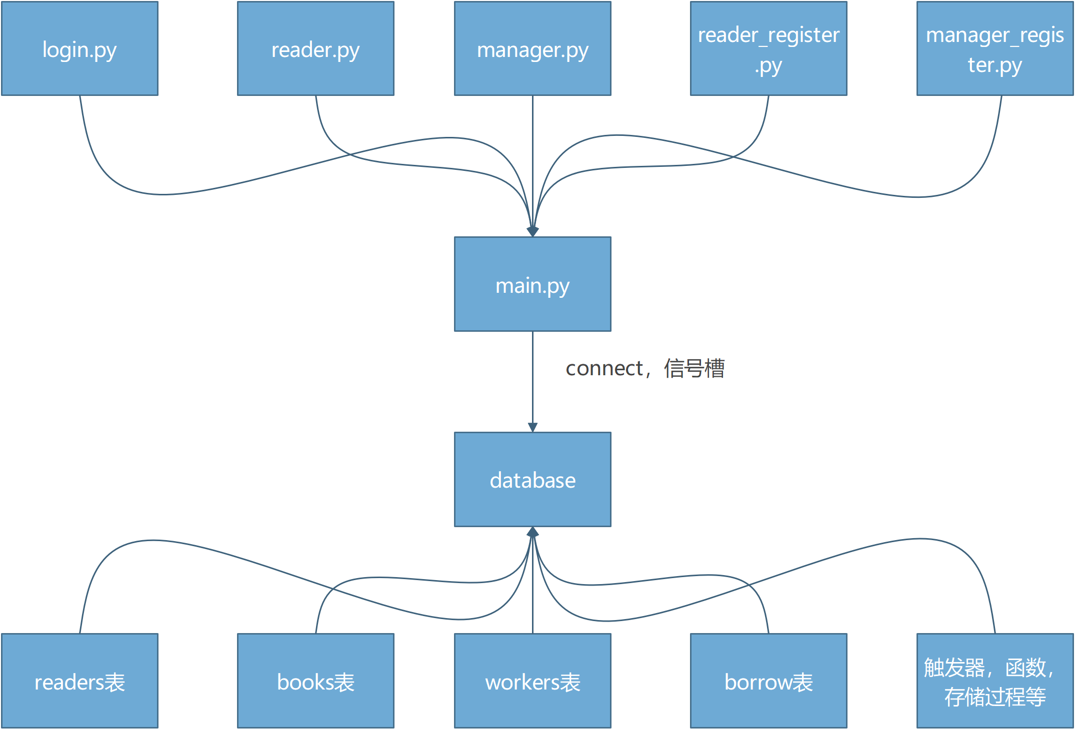 login.py
reader.py
manager.py
reader_register
.py
manager_regis
ter.py
main.py
connect，信号槽
database
readers表
books表
workers表
borrow表
触发器，函数，
存储过程等